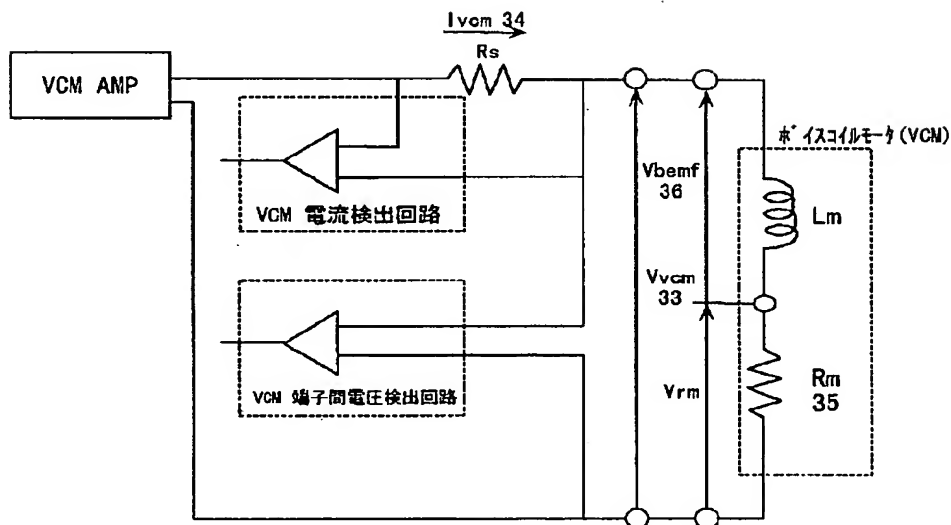 Ivcm 34
Rs
VCM AMP
ボイスコイルモータ(VCM)
Vbemf
36
Lm
VCM 電流検出回路
Vvcm
33
VCM 端子間電圧検出回路
Vrm
Rm
35